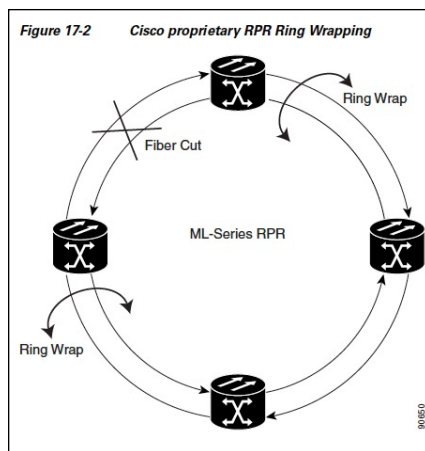 Figure 17-2 Cisco proprietary RPR Ring Wrapping
Ring Wrap
Fiber Cut
ML-Series RPR
Ring Wrap
90650